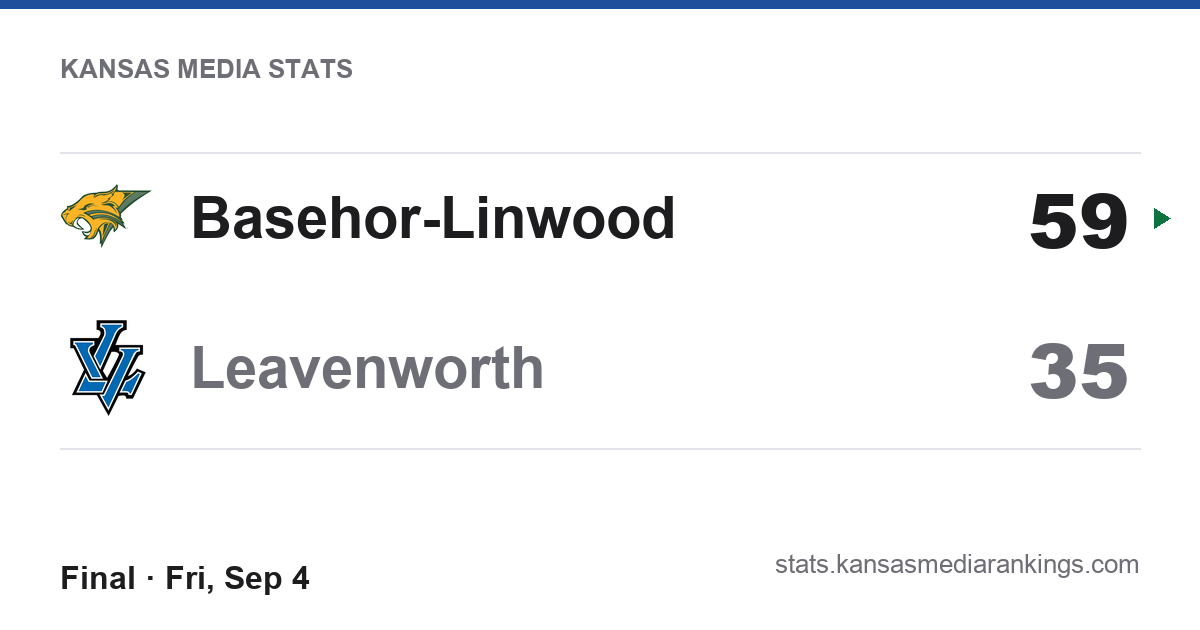 KANSAS MEDIA STATS
Basehor-Linwood 59
Leavenworth 35
Final · Fri, Sep 4
stats.kansasmediarankings.com